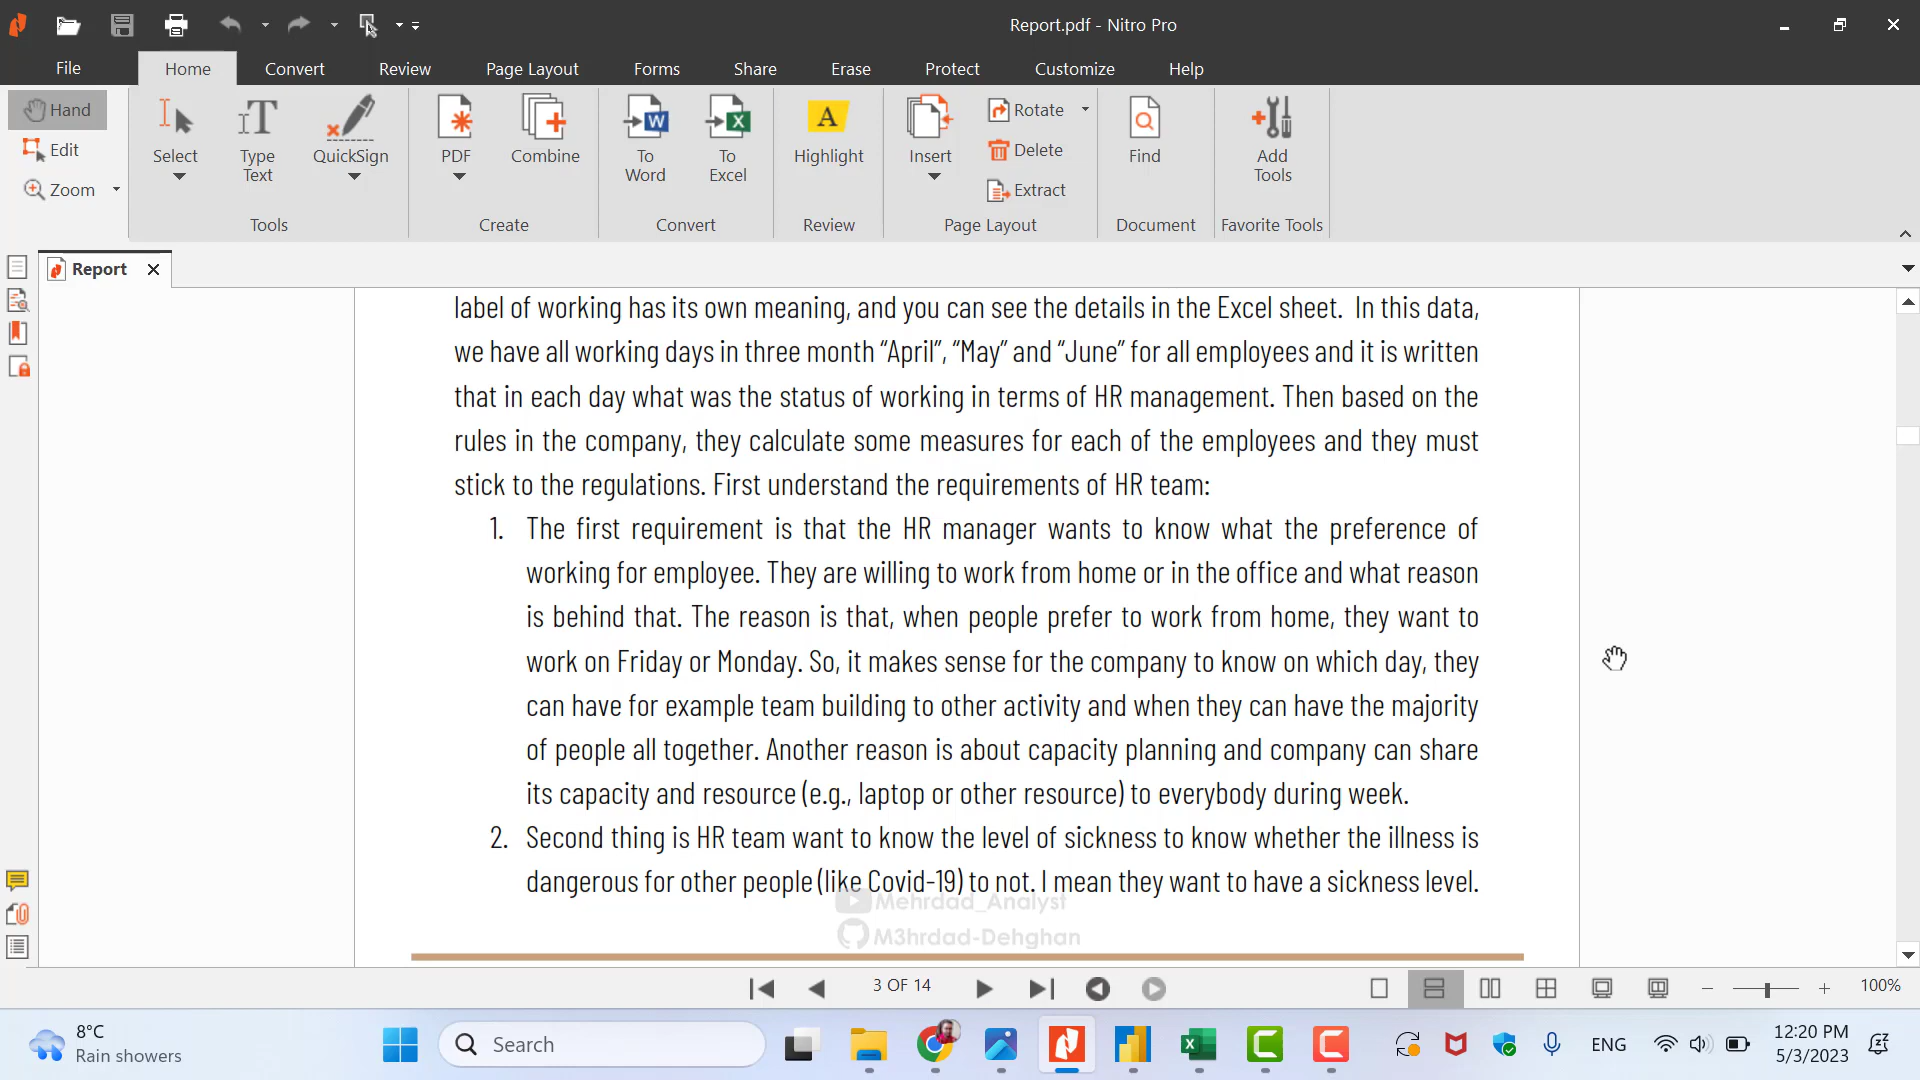 Report.pdf - Nitro Pro
File
Home
Convert
Review
Page Layout
Forms
Share
Erase
Protect
Customize
Help
Hand
Edit
Zoom
Select
Type
Text
QuickSign
Tools
PDF
Combine
Create
To
Word
To
Excel
Convert
A
Highlight
Review
Insert
Rotate
Delete
Extract
Page Layout
Find
Document
Add
Tools
Favorite Tools
Report
label of working has its own meaning, and you can see the details in the Excel sheet. In this data,
we have all working days in three month “April”, “May” and “June” for all employees and it is written
that in each day what was the status of working in terms of HR management. Then based on the
rules in the company, they calculate some measures for each of the employees and they must
stick to the regulations. First understand the requirements of HR team:
1. The first requirement is that the HR manager wants to know what the preference of
working for employee. They are willing to work from home or in the office and what reason
is behind that. The reason is that, when people prefer to work from home, they want to
work on Friday or Monday. So, it makes sense for the company to know on which day, they
can have for example team building to other activity and when they can have the majority
of people all together. Another reason is about capacity planning and company can share
its capacity and resource (e.g., laptop or other resource) to everybody during week.
2. Second thing is HR team want to know the level of sickness to know whether the illness is
dangerous for other people (like Covid-19) to not. I mean they want to have a sickness level.
Mehrdad_Analyst
M3hrdad-Dehghan
3 OF 14
100%
8°C
Rain showers
Search
ENG
12:20 PM
5/3/2023